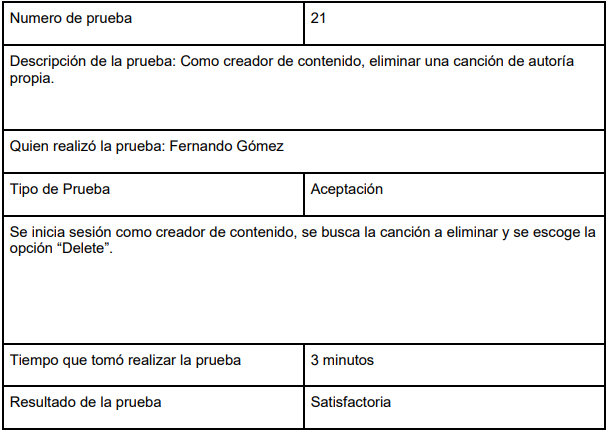 Numero de prueba 21
Descripción de la prueba: Como creador de contenido, eliminar una canción de autoría
propia.
Quien realizó la prueba: Fernando Gómez
Tipo de Prueba Aceptación
Se inicia sesión como creador de contenido, se busca la canción a eliminar y se escoge la
opción “Delete”.
Tiempo que tomó realizar la prueba 3 minutos
Resultado de la prueba Satisfactoria